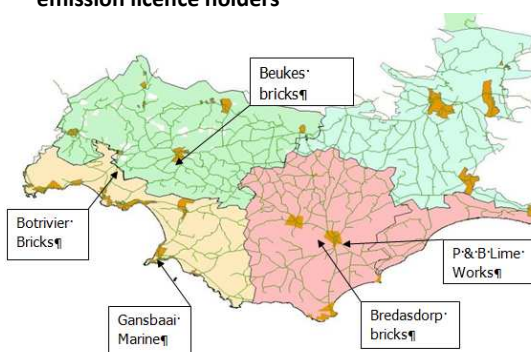 emission licence holders
Beukes·
bricks¶
Botrivier·
Bricks¶
P·&·B·Lime·
Works¶
Gansbaai·
Marine¶
Bredasdorp·
bricks¶